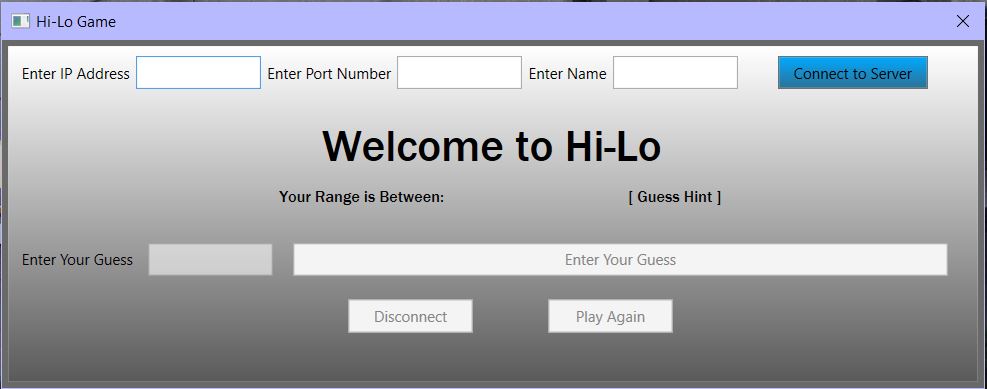 Hi-Lo Game
Enter IP Address Enter Port Number Enter Name Connect to Server
Welcome to Hi-Lo
Your Range is Between: [ Guess Hint ]
Enter Your Guess Enter Your Guess
Disconnect Play Again